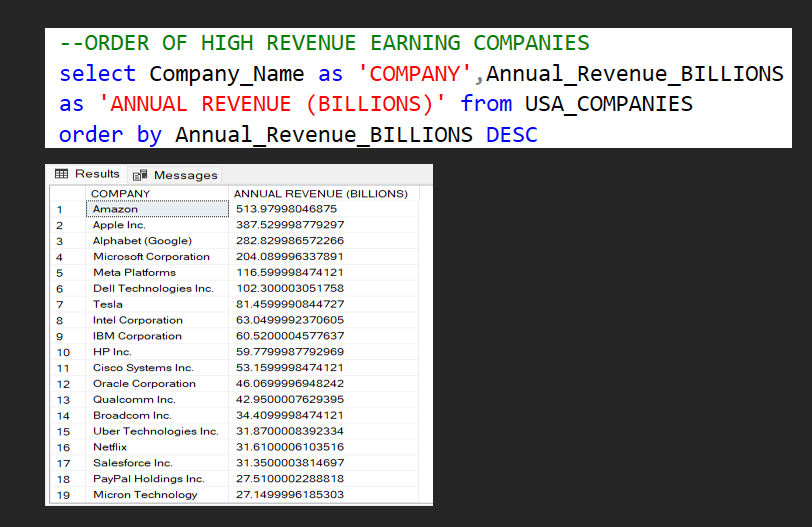 --ORDER OF HIGH REVENUE EARNING COMPANIES
select Company_Name as 'COMPANY',Annual_Revenue_BILLIONS
as 'ANNUAL REVENUE (BILLIONS)' from USA_COMPANIES
order by Annual_Revenue_BILLIONS DESC
Results Messages
COMPANY ANNUAL REVENUE (BILLIONS)
1 Amazon 513.97998046875
2 Apple Inc. 387.529998779297
3 Alphabet (Google) 282.829986572266
4 Microsoft Corporation 204.089996337891
5 Meta Platforms 116.599998474121
6 Dell Technologies Inc. 102.300003051758
7 Tesla 81.4599990844727
8 Intel Corporation 63.0499992370605
9 IBM Corporation 60.5200004577637
10 HP Inc. 59.7799987792969
11 Cisco Systems Inc. 53.1599998474121
12 Oracle Corporation 46.0699996948242
13 Qualcomm Inc. 42.9500007629395
14 Broadcom Inc. 34.4099998474121
15 Uber Technologies Inc. 31.8700008392334
16 Netflix 31.6100006103516
17 Salesforce Inc. 31.3500003814697
18 PayPal Holdings Inc. 27.5100002288818
19 Micron Technology 27.1499996185303